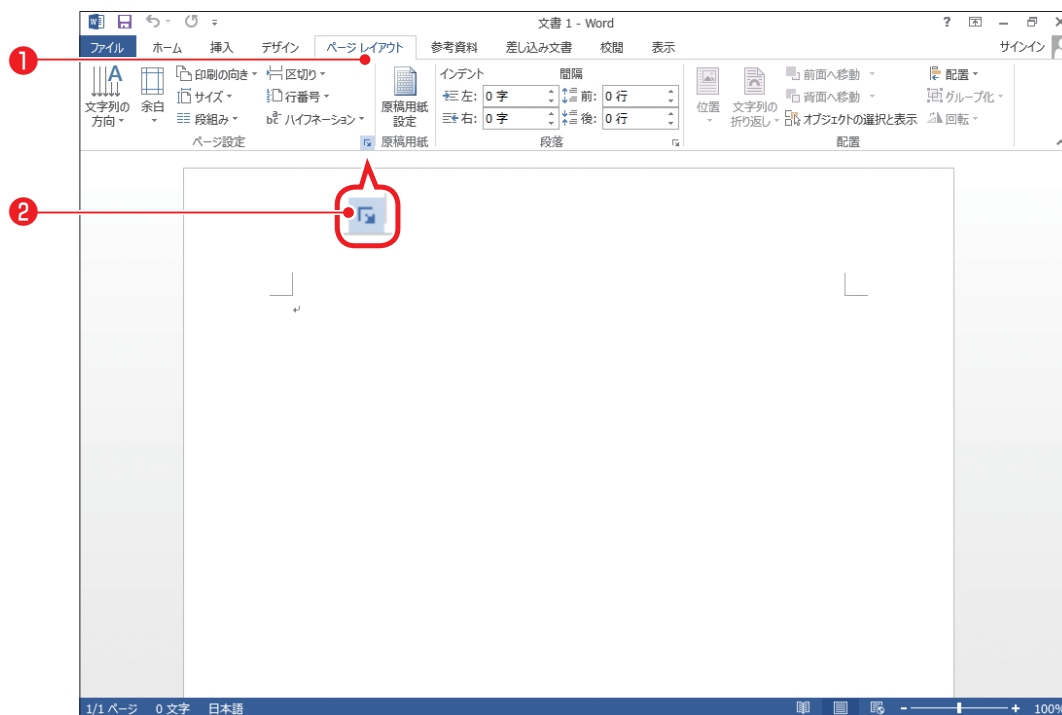 文書 1 - Word
ファイル ホーム 挿入 デザイン ページ レイアウト 参考資料 差し込み文書 校閲 表示 サインイン
❶
文字列の方向 余白 印刷の向き 区切り 原稿用紙設定 インデント 間隔 位置 文字列の折り返し 前面へ移動 配置
サイズ 行番号 左: 0 字 前: 0 行 背面へ移動 グループ化
段組み ハイフネーション 右: 0 字 後: 0 行 オブジェクトの選択と表示 回転
ページ設定 原稿用紙 段落 配置
❷
1/1 ページ 0 文字 日本語 100%